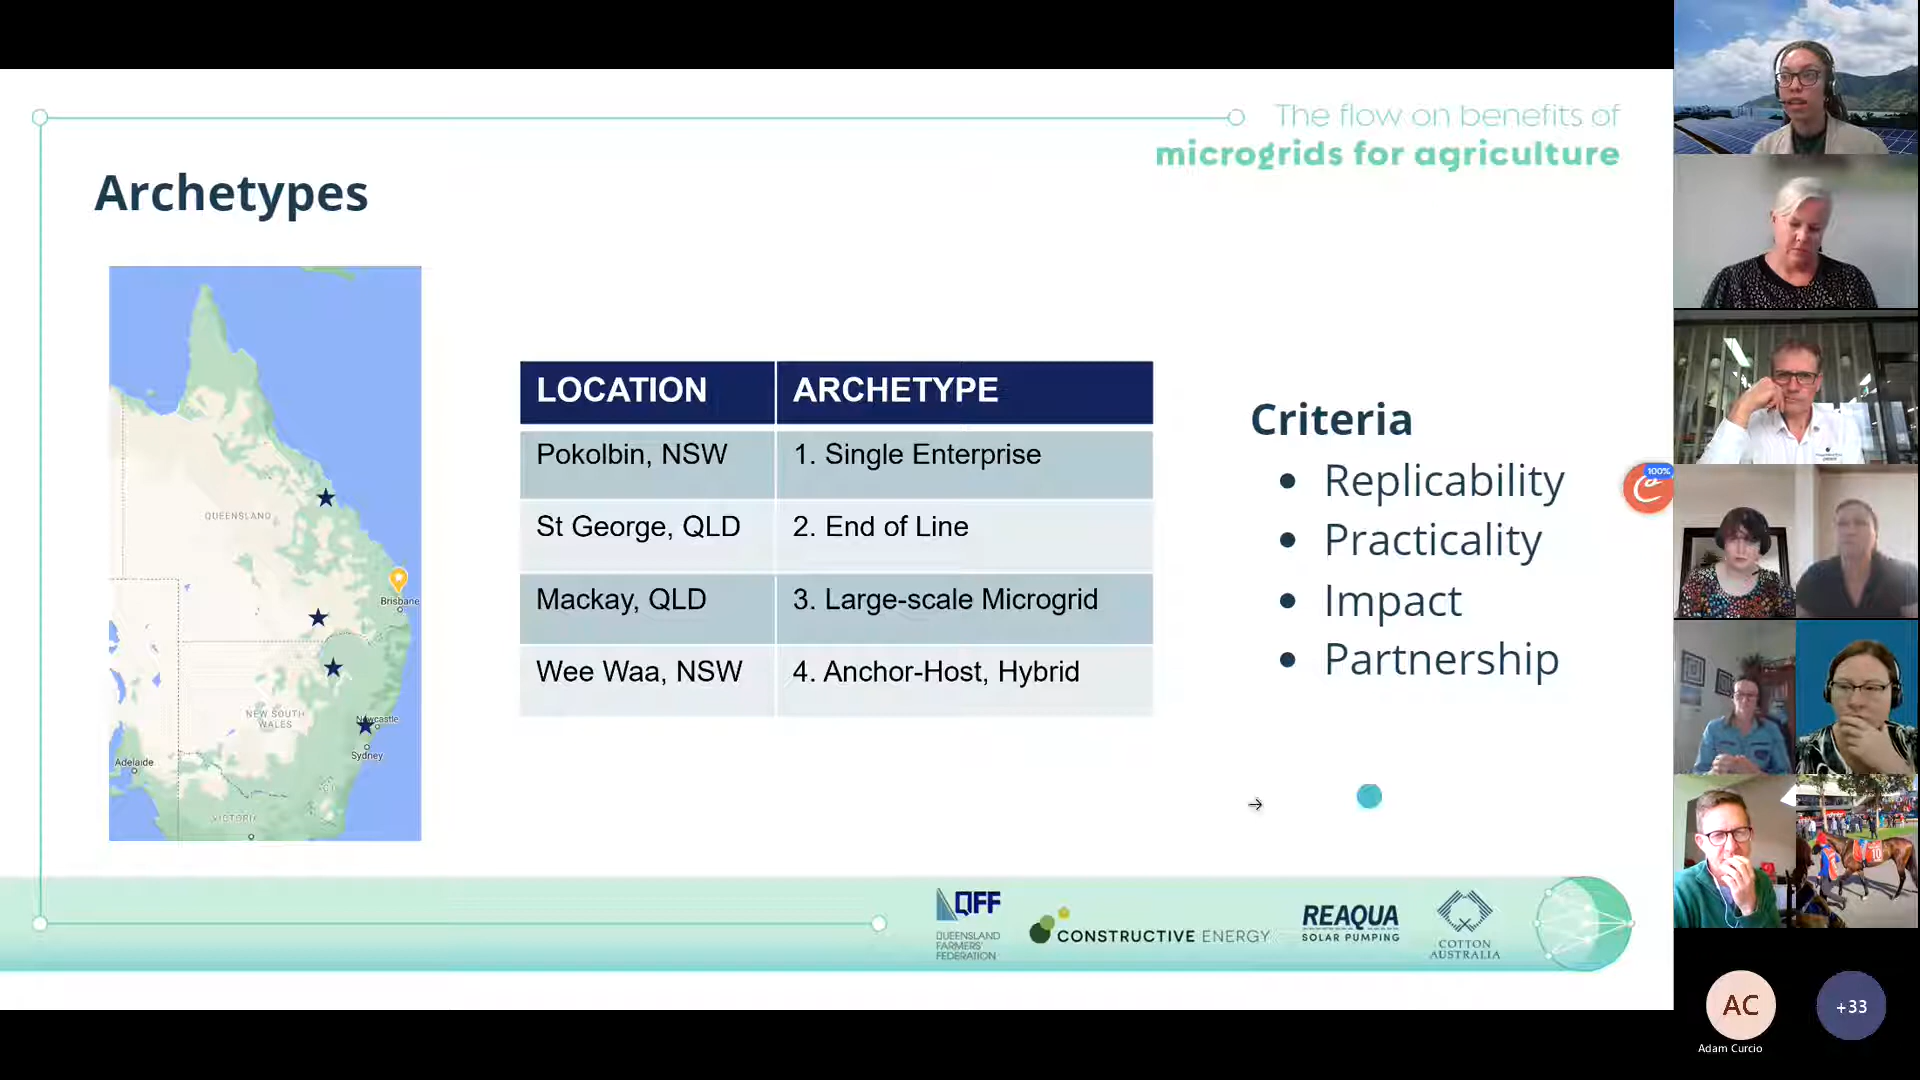 The flow on benefits of
microgrids for agriculture
Archetypes
QUEENSLAND
Brisbane
NEW SOUTH
WALES
Newcastle
Sydney
Adelaide
VICTORIA
LOCATION ARCHETYPE
Pokolbin, NSW 1. Single Enterprise
St George, QLD 2. End of Line
Mackay, QLD 3. Large-scale Microgrid
Wee Waa, NSW 4. Anchor-Host, Hybrid
Criteria
• Replicability
• Practicality
• Impact
• Partnership
100%
QFF
QUEENSLAND
FARMERS'
FEDERATION
CONSTRUCTIVE ENERGY
REAQUA
SOLAR PUMPING
COTTON
AUSTRALIA
10
AC
Adam Curcio
+33